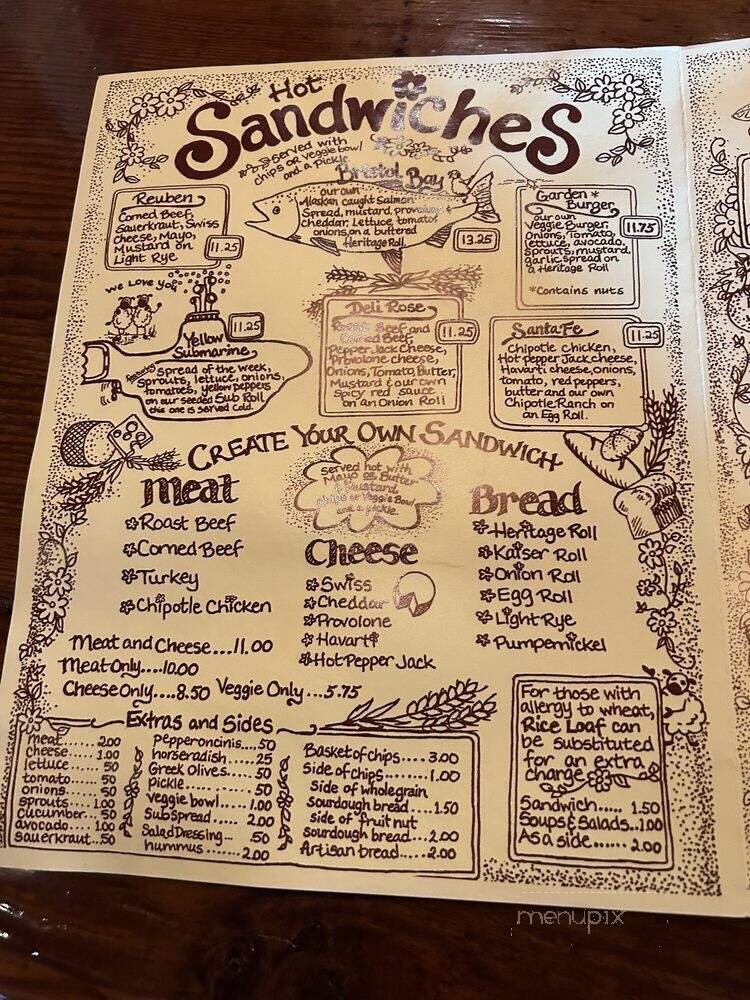 Hot
Sandwiches
Served with
chips or veggie bowl
and a pickle
Reuben
Corned Beef,
Sauerkraut, Swiss
Cheese, Mayo,
Mustard on
Light Rye
11.25
Bristol Bay
our own
Alaskan caught Salmon
Spread, mustard, provolone &
cheddar, Lettuce, tomato,
onions, on a buttered
Heritage Roll
13.25
Garden *
Burger
11.75
our own
Veggie Burger,
Onions, Tomato,
lettuce, avocado,
sprouts, mustard,
garlic spread on
a Heritage Roll
*Contains nuts
We Love You
Yellow
Submarine
11.25
Spread of the week,
Sprouts, lettuce, onions,
tomatoes, yellow peppers
on our seeded Sub Roll
this one is served cold.
Deli Rose
11.25
Roast Beef and
Corned Beef,
Pepper Jack Cheese,
Provolone cheese,
Onions, Tomato, Butter,
Mustard & our own
Spicy red sauce
on an Onion Roll
Santa Fe
11.25
Chipotle chicken,
Hot pepper Jack cheese,
Havarti cheese, onions,
tomato, red peppers,
butter and our own
Chipotle Ranch on
an Egg Roll.
Create Your Own Sandwich
served hot with
Mayo or Butter
& Mustard,
chips or Veggie Bowl
and a pickle.
Meat
Roast Beef
Corned Beef
Turkey
Chipotle Chicken
Cheese
Swiss
Cheddar
Provolone
Havarti
Hot Pepper Jack
Bread
Heritage Roll
Kaiser Roll
Onion Roll
Egg Roll
Light Rye
Pumpernickel
Meat and Cheese...11.00
Meat Only....10.00
Cheese Only....8.50 Veggie Only...5.75
Extras and Sides
meat......2.00
cheese.....1.00
lettuce.....50
tomato.....50
onions.....50
sprouts...1.00
cucumber...50
avocado...1.00
sauerkraut..50
pepperoncinis....50
horseradish.....25
Greek Olives.....50
pickle.....50
veggie bowl....1.00
Sub Spread.....2.00
Salad Dressing...50
hummus.......2.00
Basket of chips....3.00
Side of chips.....1.00
Side of wholegrain
sourdough bread....1.50
side of fruit nut
sourdough bread...2.00
Artisan bread.....2.00
For those with
allergy to wheat,
Rice Loaf can
be substituted
for an extra
charge
Sandwich.....1.50
Soups & Salads..1.00
As a side......2.00
menupix